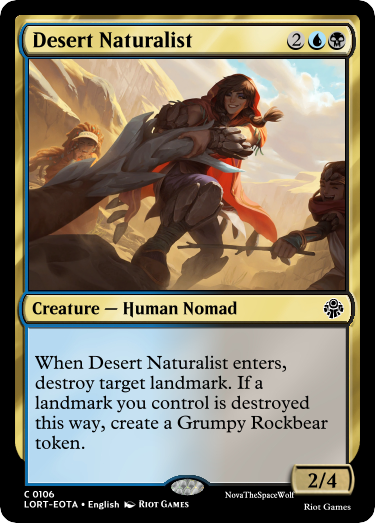 Desert Naturalist 2
Creature — Human Nomad
When Desert Naturalist enters,
destroy target landmark. If a
landmark you control is destroyed
this way, create a Grumpy Rockbear
token.
2/4
C 0106
LORT-EOTA • English NovaTheSpaceWolf
Riot Games Riot Games